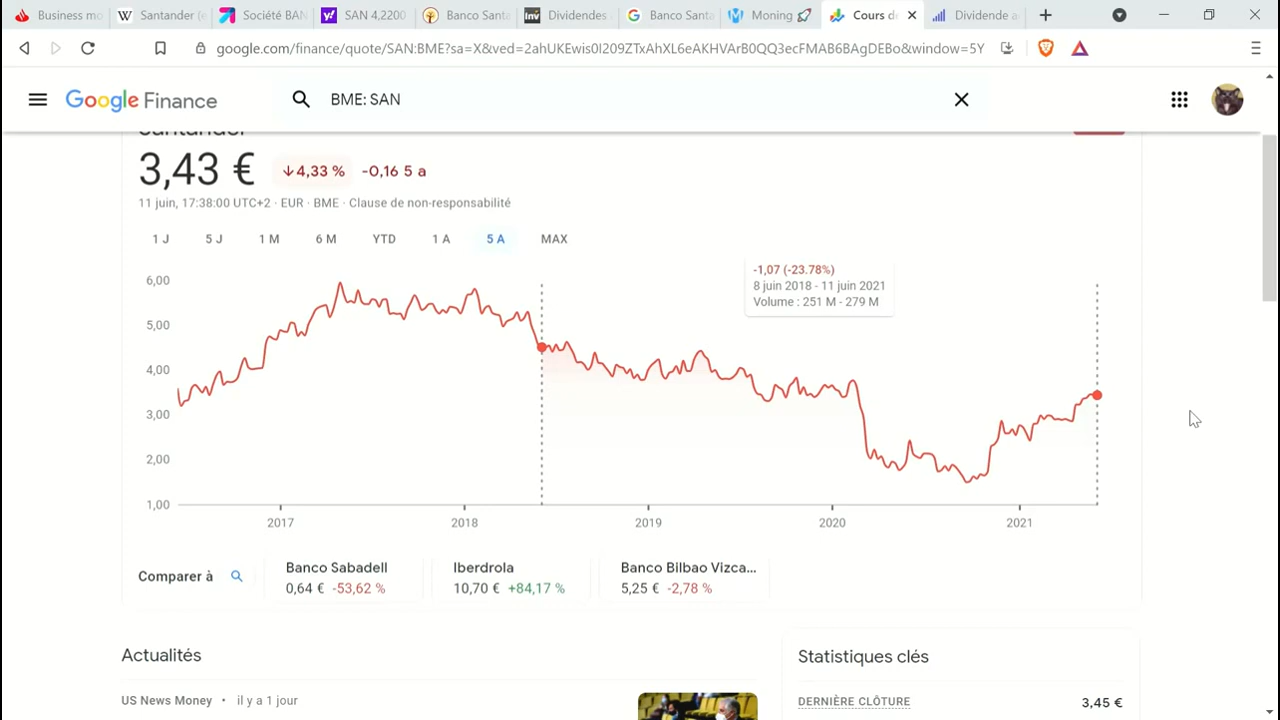 Business mo
Santander (e
Société BAN
SAN 4,2200
Banco Santa
Inv
Dividendes
Banco Santa
Moning
Cours d
Dividende a
google.com/finance/quote/SAN:BME?sa=X&ved=2ahUKEwis0I209ZTxAhXL6eAKHVArB0QQ3ecFMAB6BAgDEBo&window=5Y
Google Finance
BME: SAN
Santander
3,43 €
4,33 %
-0,16 5 a
11 juin, 17:38:00 UTC+2 · EUR · BME · Clause de non-responsabilité
1 J
5 J
1 M
6 M
YTD
1 A
5 A
MAX
-1,07 (-23.78%)
8 juin 2018 - 11 juin 2021
Volume : 251 M - 279 M
6,00
5,00
4,00
3,00
2,00
1,00
2017
2018
2019
2020
2021
Comparer à
Banco Sabadell
0,64 € -53,62 %
Iberdrola
10,70 € +84,17 %
Banco Bilbao Vizca...
5,25 € -2,78 %
Actualités
US News Money · il y a 1 jour
Statistiques clés
DERNIÈRE CLÔTURE
3,45 €